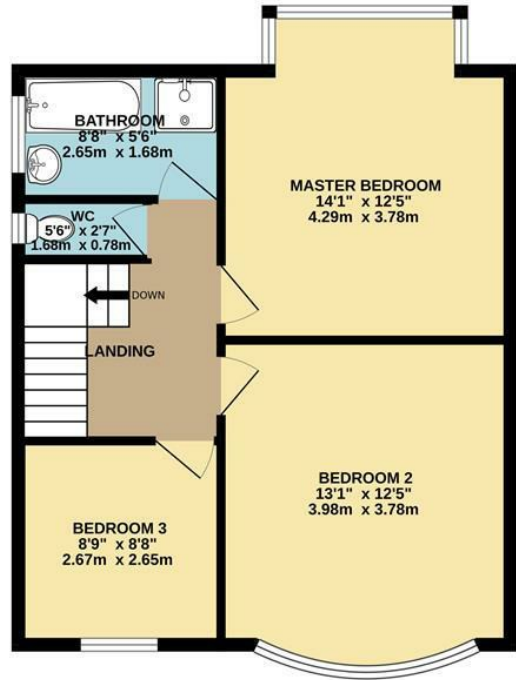 BATHROOM
8'8" x 5'6"
2.65m x 1.68m
MASTER BEDROOM
14'1" x 12'5"
4.29m x 3.78m
WC
5'6" x 2'7"
1.68m x 0.78m
DOWN
LANDING
BEDROOM 2
13'1" x 12'5"
3.98m x 3.78m
BEDROOM 3
8'9" x 8'8"
2.67m x 2.65m